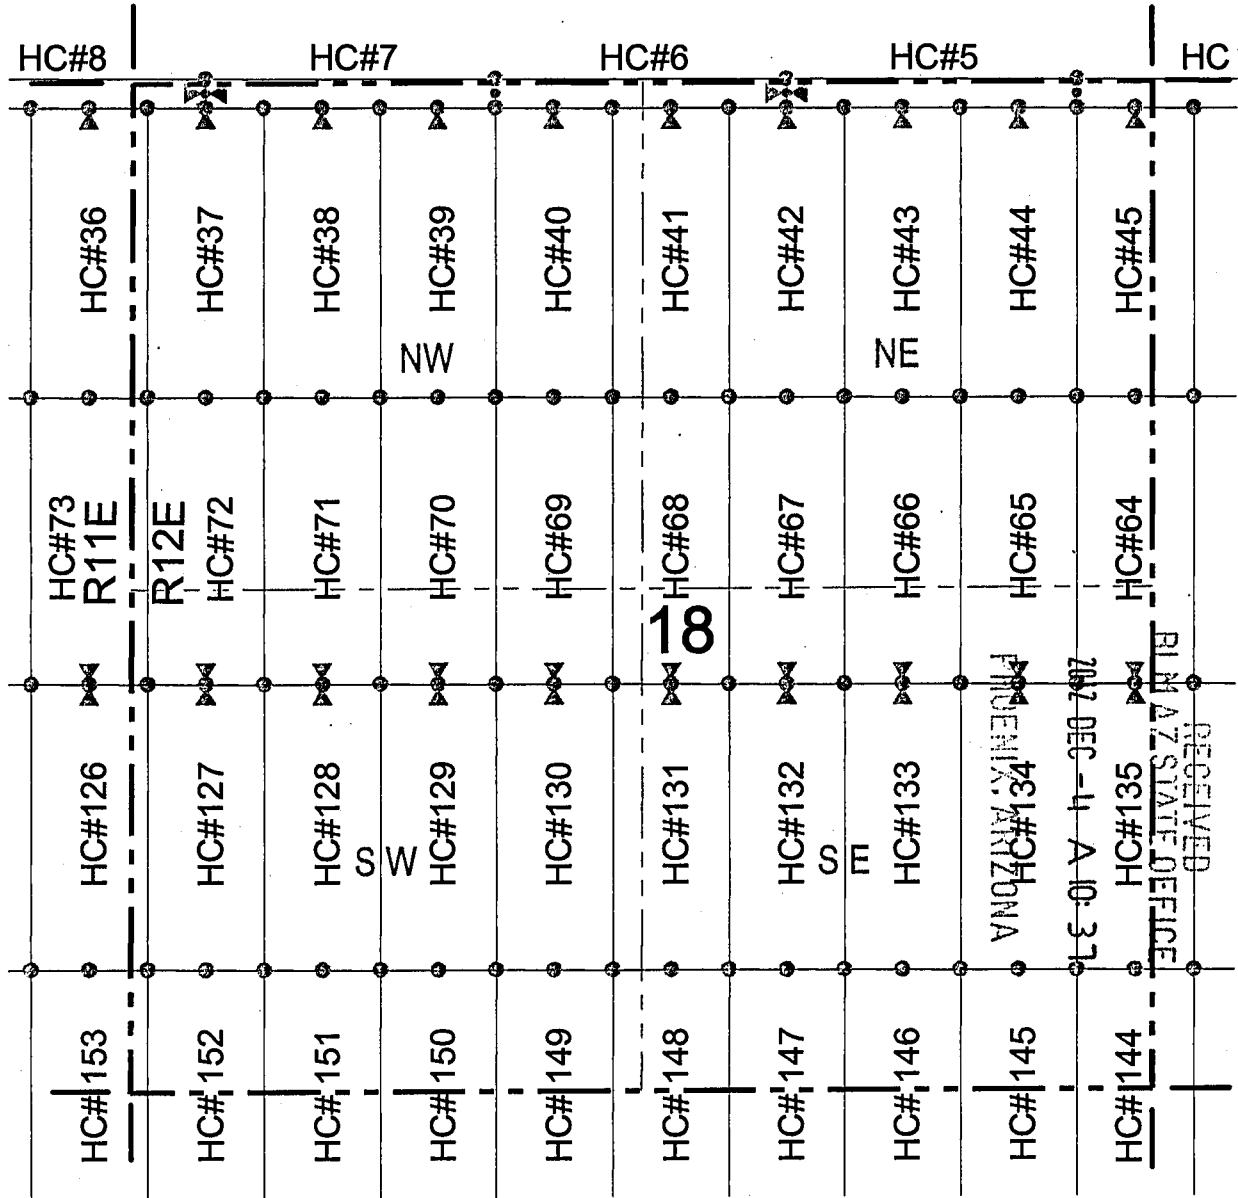 HC#8 HC#7 HC#6 HC#5 HC
HC#36 HC#37 HC#38 HC#39 HC#40 HC#41 HC#42 HC#43 HC#44 HC#45
NW NE
HC#73 R11E R12E HC#72 HC#71 HC#70 HC#69 HC#68 HC#67 HC#66 HC#65 HC#64
18
HC#126 HC#127 HC#128 HC#129 HC#130 HC#131 HC#132 HC#133 HC#134 HC#135
SW SE
RECEIVED
BLM AZ STATE OFFICE
DEC -4 A 10:37
PHOENIX, ARIZONA
HC#153 HC#152 HC#151 HC#150 HC#149 HC#148 HC#147 HC#146 HC#145 HC#144